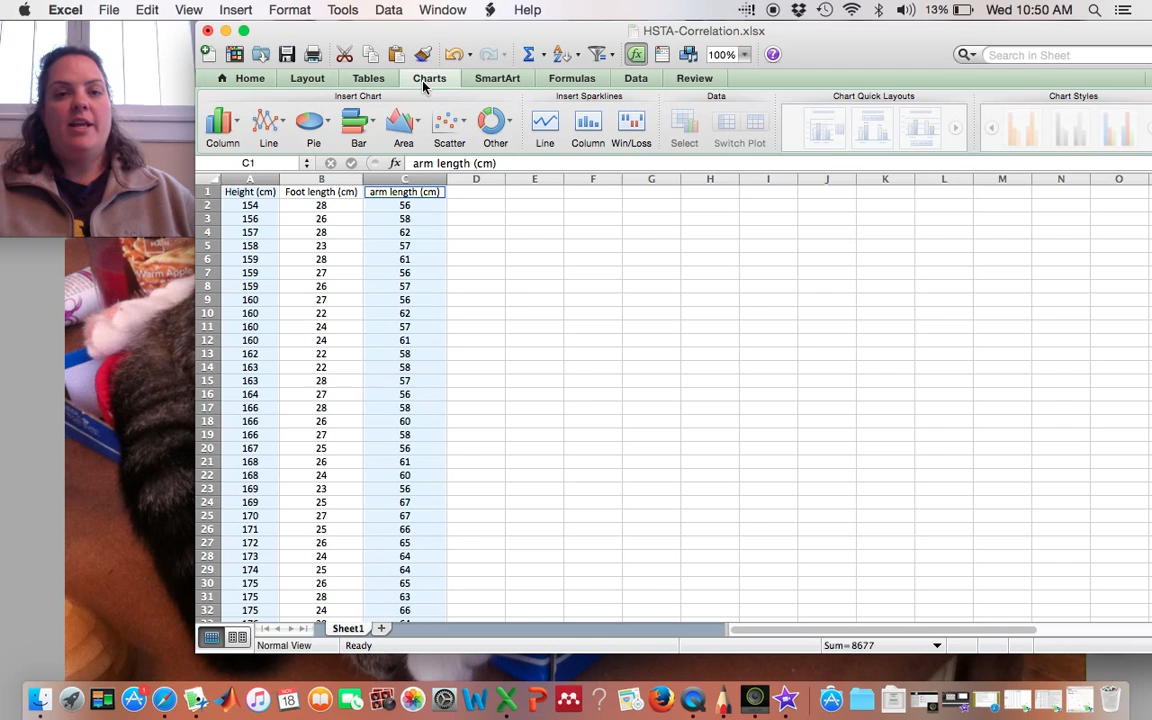 Excel File Edit View Insert Format Tools Data Window Help 13% Wed 10:50 AM
HSTA-Correlation.xlsx
100% Search in Sheet
Home Layout Tables Charts SmartArt Formulas Data Review
Insert Chart Insert Sparklines Data Chart Quick Layouts Chart Styles
Column Line Pie Bar Area Scatter Other Line Column Win/Loss Select Switch Plot
C1 fx arm length (cm)
A B C D E F G H I J K L M N O
1 Height (cm) Foot length (cm) arm length (cm)
2 154 28 56
3 156 26 58
4 157 28 62
5 158 23 57
6 159 28 61
7 159 27 56
8 159 26 57
9 160 27 56
10 160 22 62
11 160 24 57
12 160 24 61
13 162 22 58
14 163 22 58
15 163 28 57
16 164 27 56
17 166 28 58
18 166 26 60
19 166 27 58
20 167 25 56
21 168 26 61
22 168 24 60
23 169 23 56
24 169 25 67
25 170 27 67
26 171 25 66
27 172 26 65
28 173 24 64
29 174 25 64
30 175 26 65
31 175 28 63
32 175 24 66
Sheet1
Normal View Ready Sum=8677
Warm Apple
NOV
18